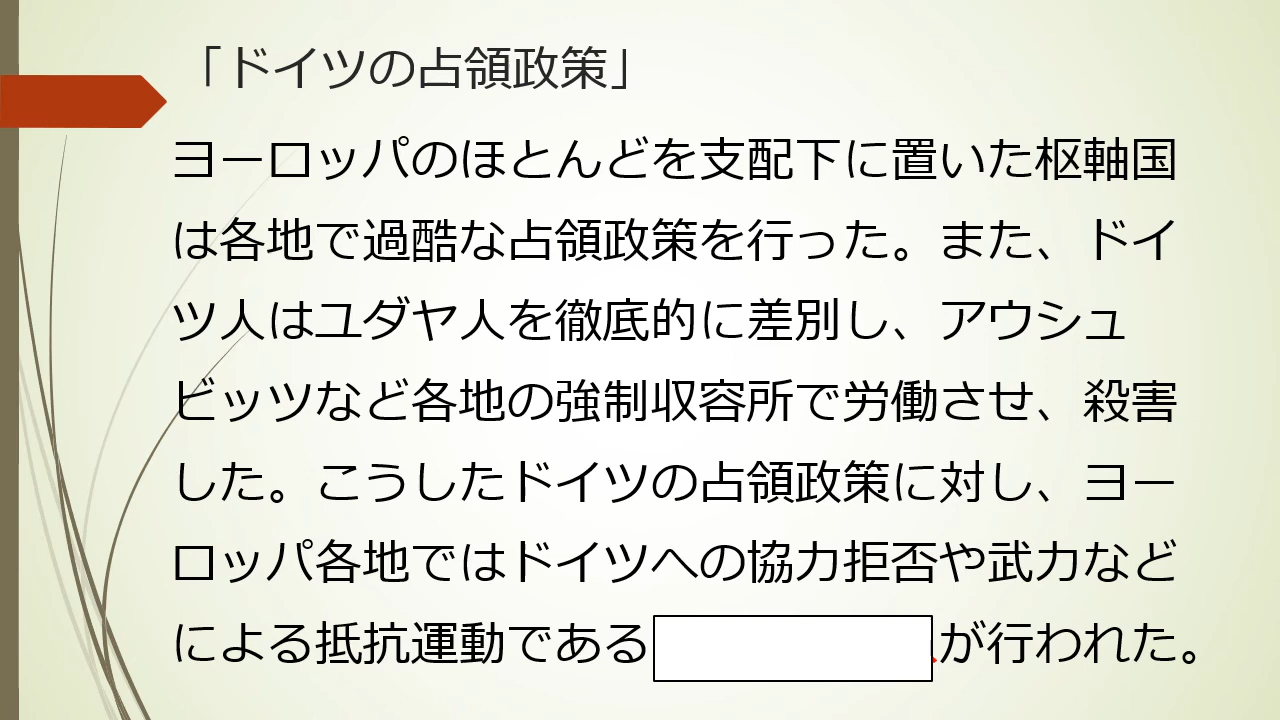 「ドイツの占領政策」
ヨーロッパのほとんどを支配下に置いた枢軸国
は各地で過酷な占領政策を行った。また、ドイ
ツ人はユダヤ人を徹底的に差別し、アウシュ
ビッツなど各地の強制収容所で労働させ、殺害
した。こうしたドイツの占領政策に対し、ヨー
ロッパ各地ではドイツへの協力拒否や武力など
による抵抗運動である が行われた。